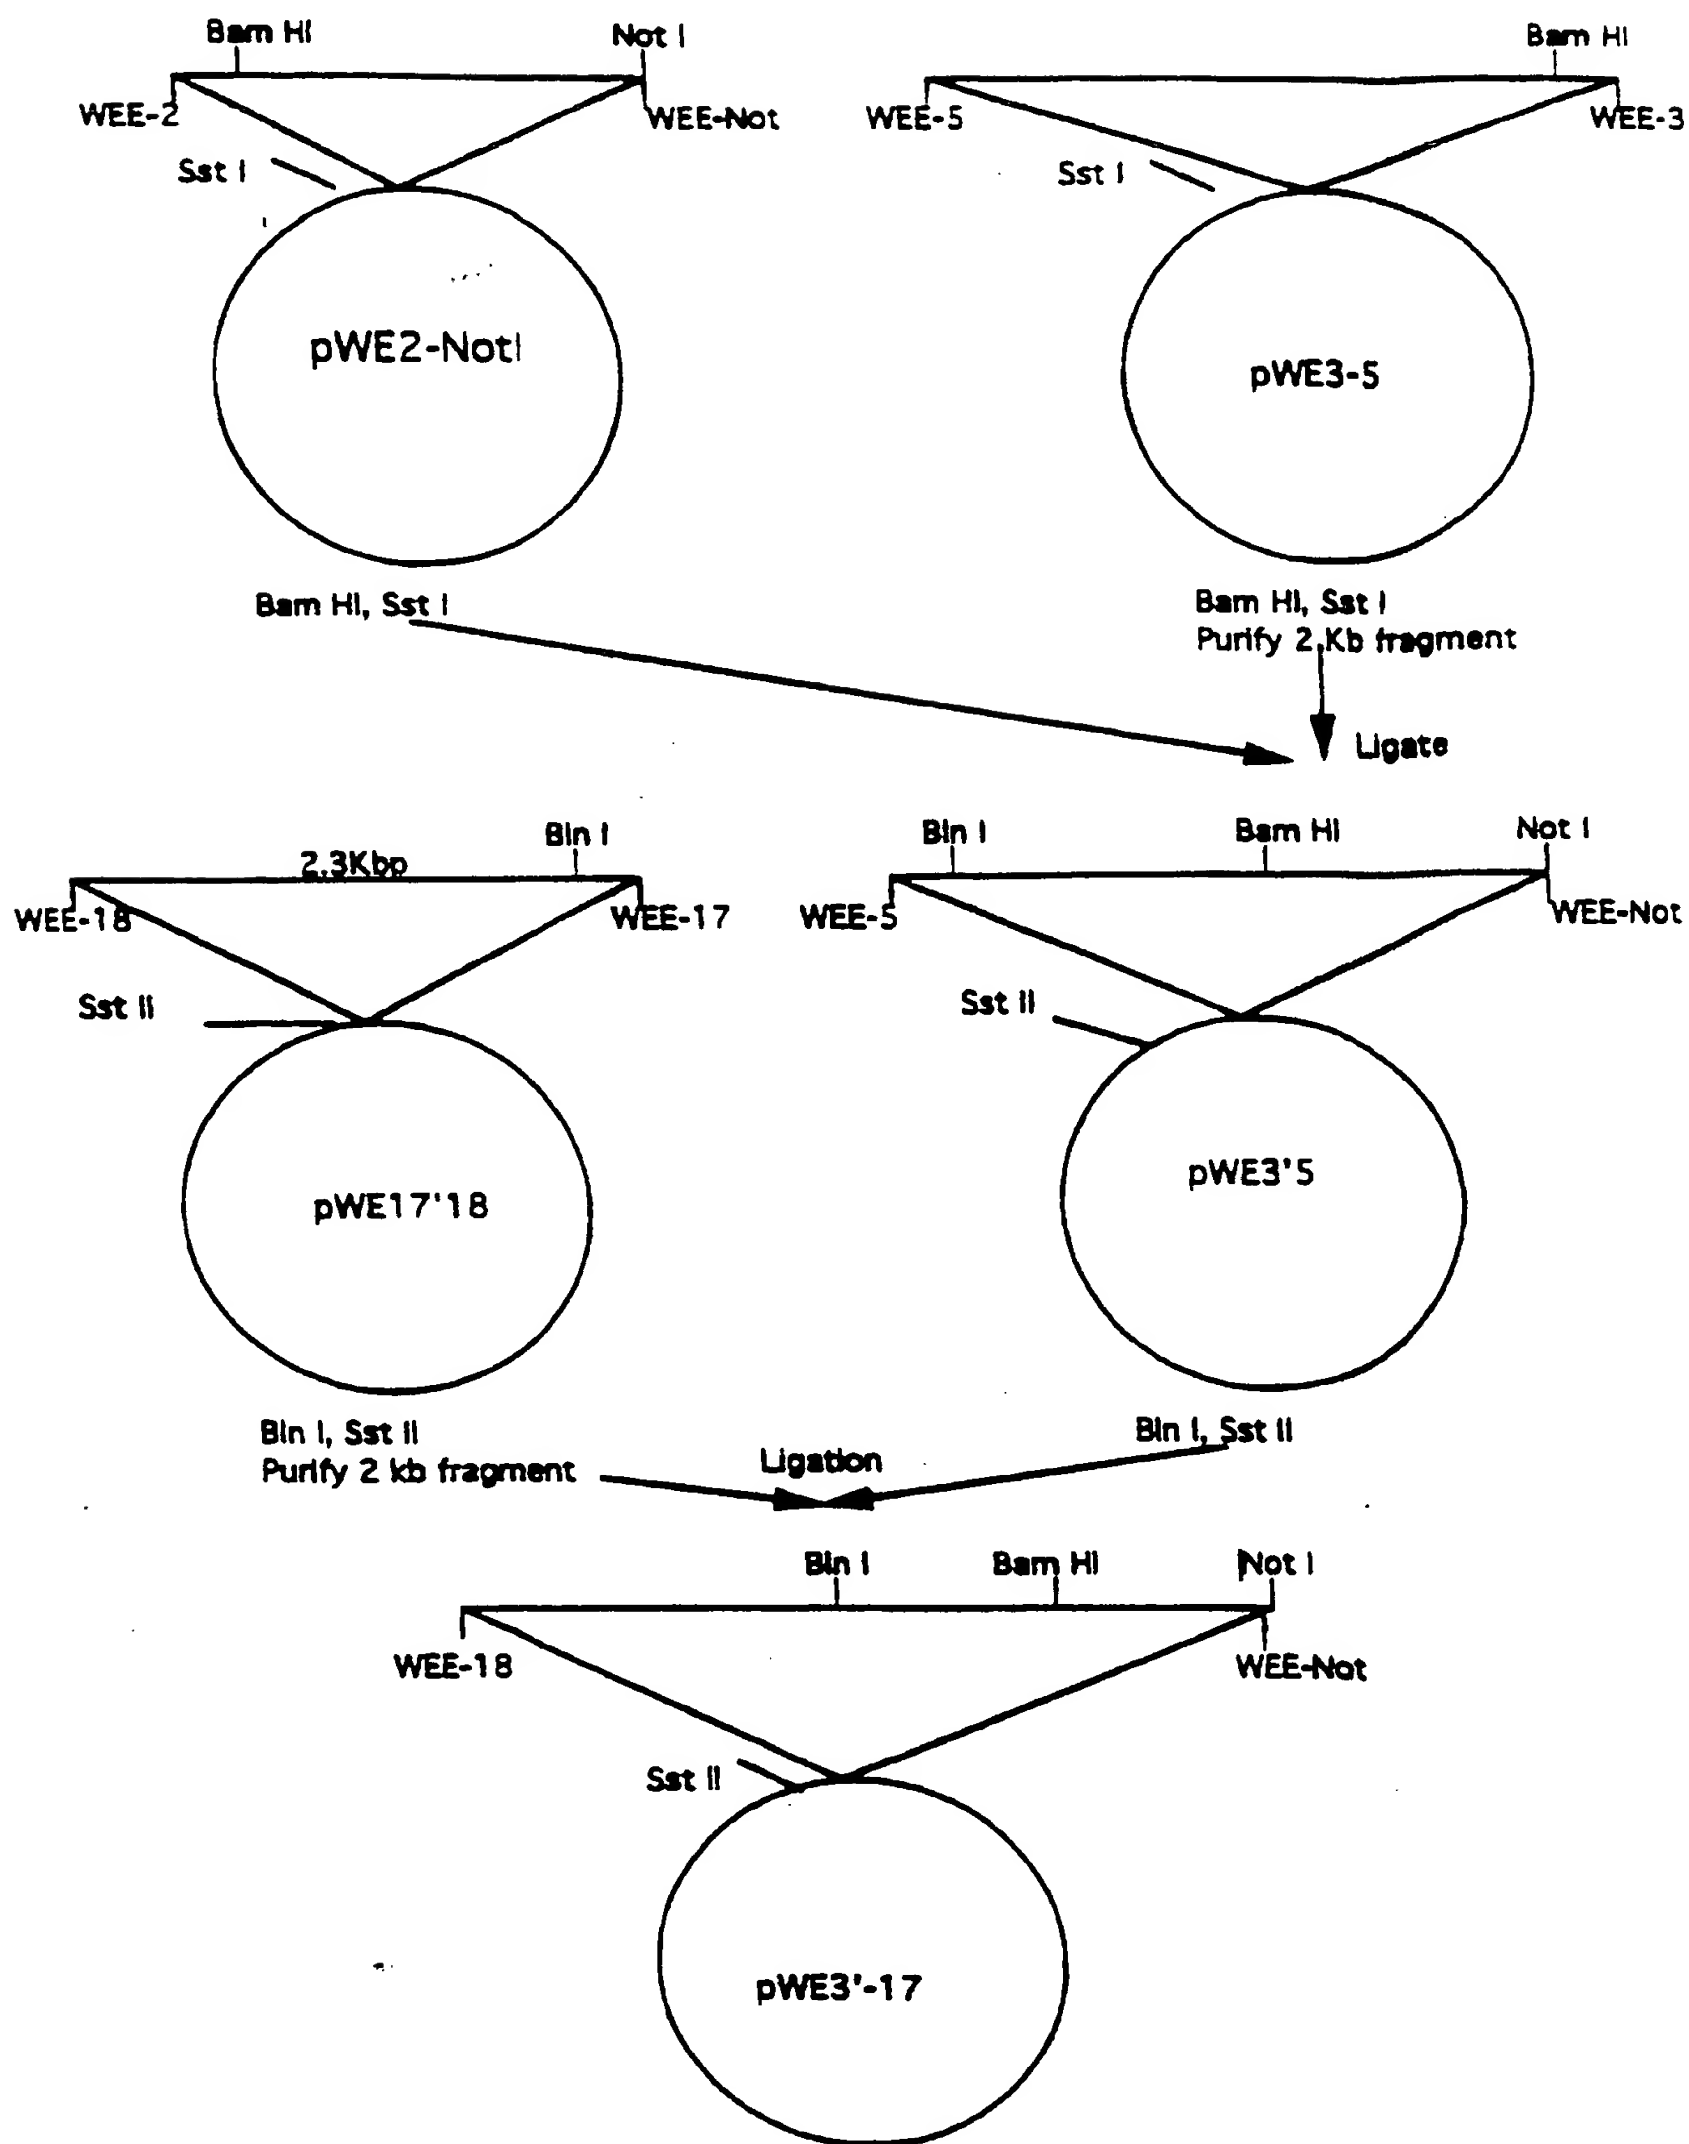 Bam HI
Not I
Bam HI
WEE-2
WEE-Not
WEE-5
WEE-3
Sst I
Sst I
pWE2-NotI
pWE3-5
Bam HI, Sst I
Bam HI, Sst I
Purify 2 Kb fragment
Ligate
Bln I
2.3Kbp
Bln I
Bam HI
Not I
WEE-18
WEE-17
WEE-5
WEE-Not
Sst II
Sst II
pWE17'18
pWE3'5
Bln I, Sst II
Purify 2 kb fragment
Ligation
Bln I, Sst II
Bln I
Bam HI
Not I
WEE-18
WEE-Not
Sst II
pWE3'-17